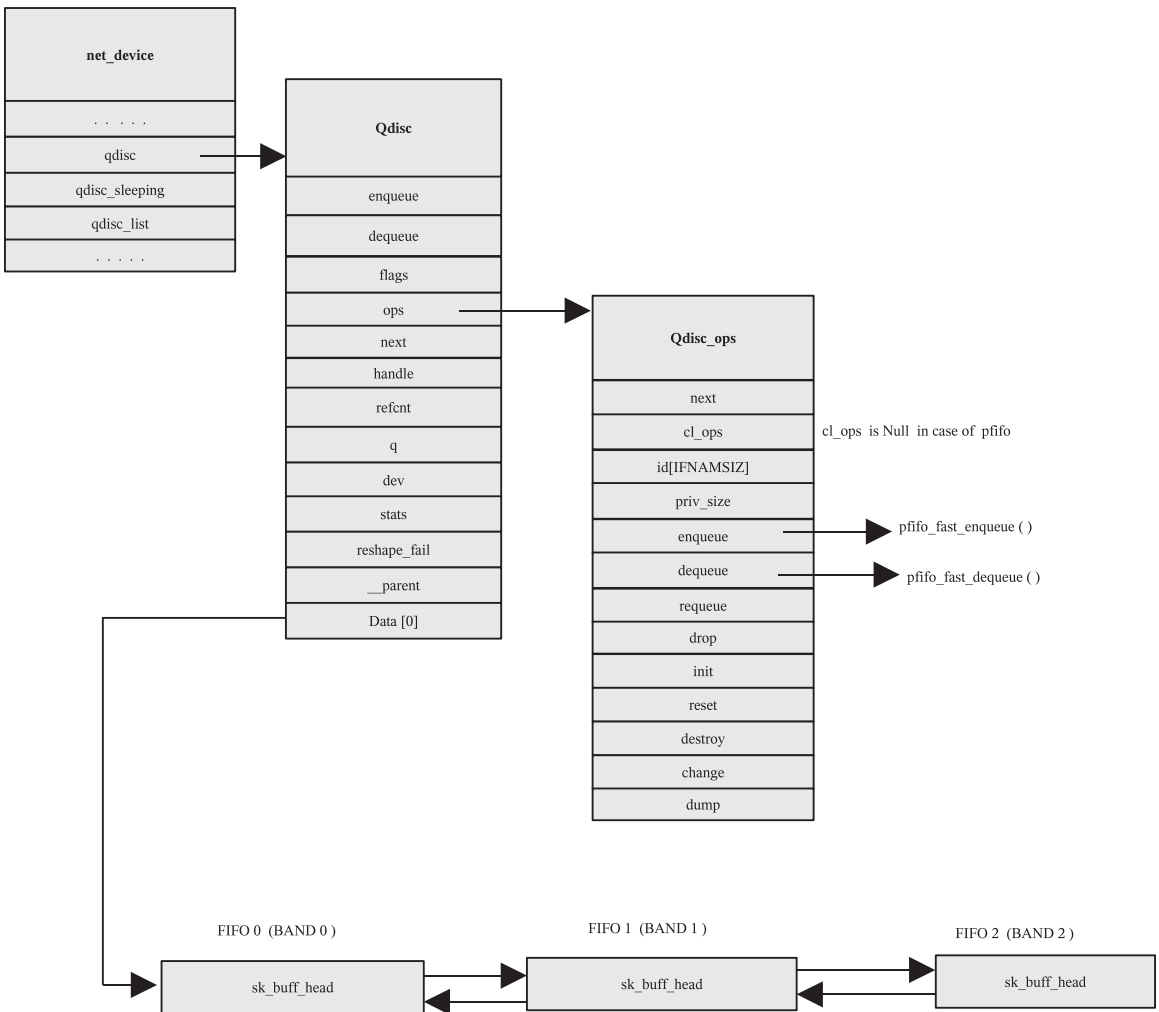 net_device
. . . . .
qdisc
qdisc_sleeping
qdisc_list
. . . . .
Qdisc
enqueue
dequeue
flags
ops
next
handle
refcnt
q
dev
stats
reshape_fail
__parent
Data [0]
Qdisc_ops
next
cl_ops
cl_ops is Null in case of pfifo
id[IFNAMSIZ]
priv_size
enqueue
pfifo_fast_enqueue ( )
dequeue
pfifo_fast_dequeue ( )
requeue
drop
init
reset
destroy
change
dump
FIFO 0 (BAND 0 )
FIFO 1 (BAND 1 )
FIFO 2 (BAND 2 )
sk_buff_head
sk_buff_head
sk_buff_head